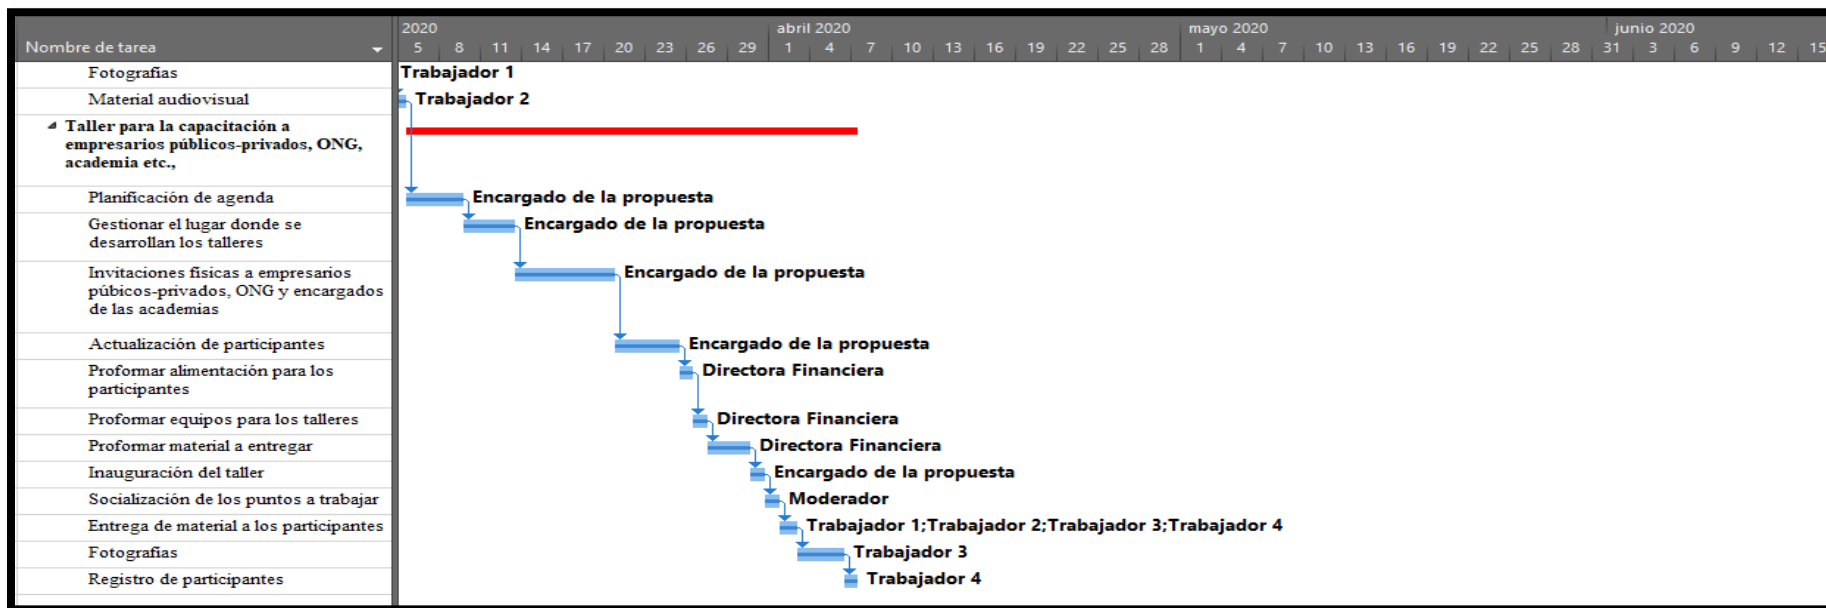 2020
abril 2020
mayo 2020
junio 2020
Nombre de tarea
5 8 11 14 17 20 23 26 29 1 4 7 10 13 16 19 22 25 28 1 4 7 10 13 16 19 22 25 28 31 3 6 9 12 15
Fotografías
Trabajador 1
Material audiovisual
Trabajador 2
Taller para la capacitación a
empresarios públicos-privados, ONG,
academia etc.,
Planificación de agenda
Encargado de la propuesta
Gestionar el lugar donde se
desarrollan los talleres
Encargado de la propuesta
Invitaciones físicas a empresarios
púbicos-privados, ONG y encargados
de las academias
Encargado de la propuesta
Actualización de participantes
Encargado de la propuesta
Proformar alimentación para los
participantes
Directora Financiera
Proformar equipos para los talleres
Directora Financiera
Proformar material a entregar
Directora Financiera
Inauguración del taller
Encargado de la propuesta
Socialización de los puntos a trabajar
Moderador
Entrega de material a los participantes
Trabajador 1;Trabajador 2;Trabajador 3;Trabajador 4
Fotografías
Trabajador 3
Registro de participantes
Trabajador 4